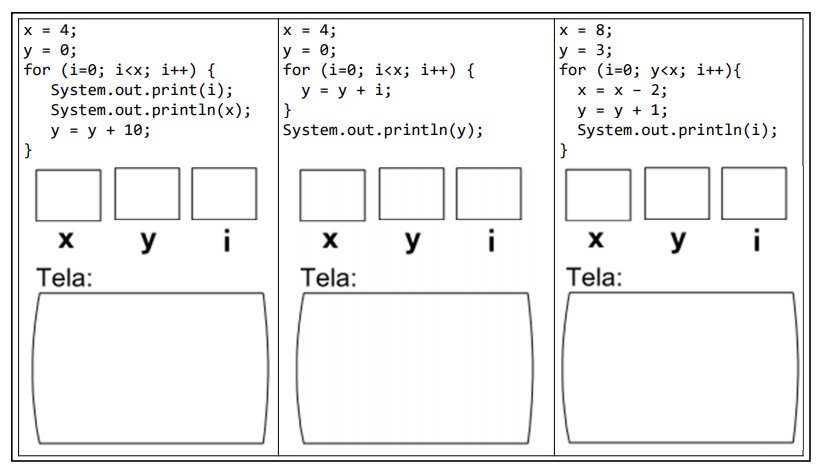 x = 4;
y = 0;
for (i=0; i<x; i++) {
System.out.print(i);
System.out.println(x);
y = y + 10;
}
x y i
Tela:
x = 4;
y = 0;
for (i=0; i<x; i++) {
y = y + i;
}
System.out.println(y);
x y i
Tela:
x = 8;
y = 3;
for (i=0; y<x; i++){
x = x - 2;
y = y + 1;
System.out.println(i);
}
x y i
Tela: